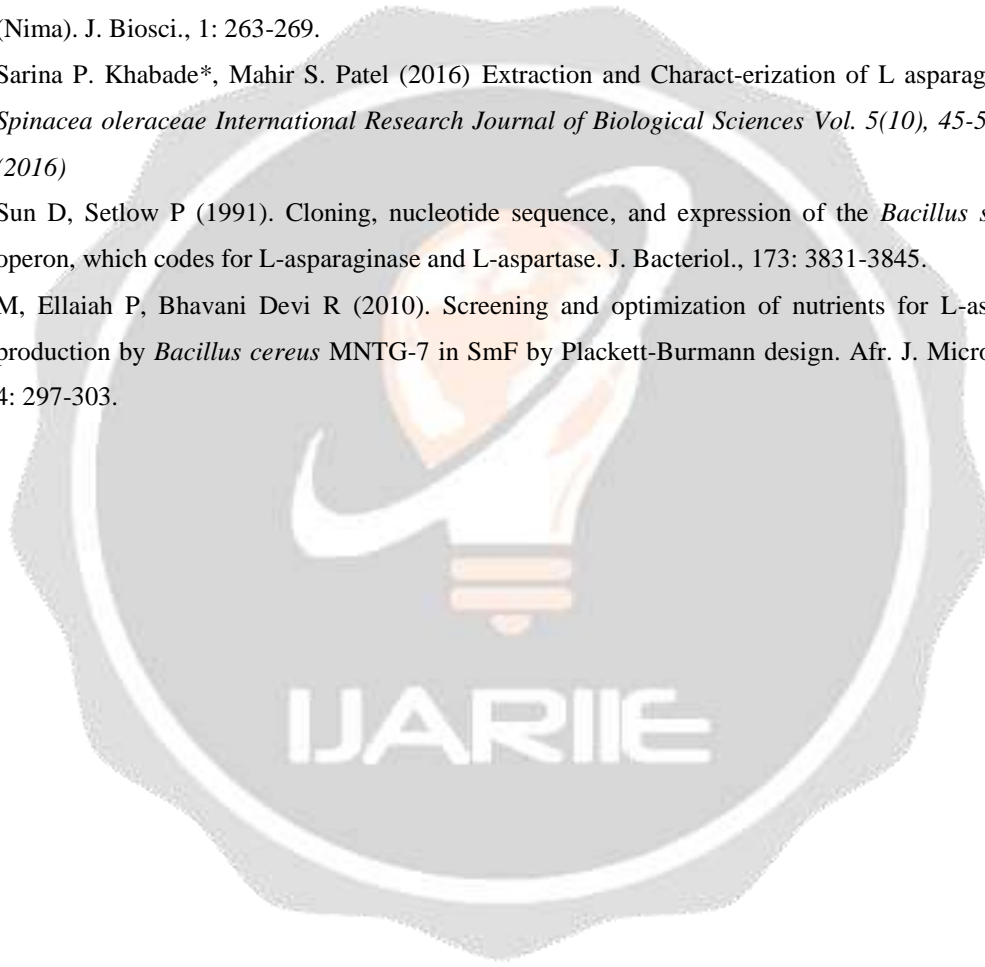 (Nima). J. Biosci., 1: 263-269.
Sarina P. Khabade*, Mahir S. Patel (2016) Extraction and Charact-erization of L asparag
Spinacea oleraceae International Research Journal of Biological Sciences Vol. 5(10), 45-5
(2016)
Sun D, Setlow P (1991). Cloning, nucleotide sequence, and expression of the Bacillus s
operon, which codes for L-asparaginase and L-aspartase. J. Bacteriol., 173: 3831-3845.
M, Ellaiah P, Bhavani Devi R (2010). Screening and optimization of nutrients for L-as
production by Bacillus cereus MNTG-7 in SmF by Plackett-Burmann design. Afr. J. Micro
4: 297-303.
IJARIIE